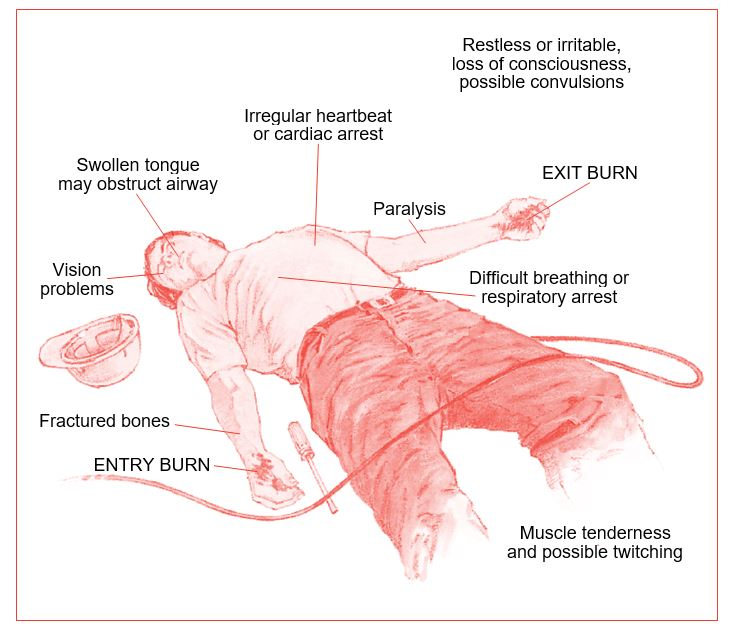 Restless or irritable,
loss of consciousness,
possible convulsions
Irregular heartbeat
or cardiac arrest
Swollen tongue
may obstruct airway
EXIT BURN
Paralysis
Vision
problems
Difficult breathing or
respiratory arrest
Fractured bones
ENTRY BURN
Muscle tenderness
and possible twitching